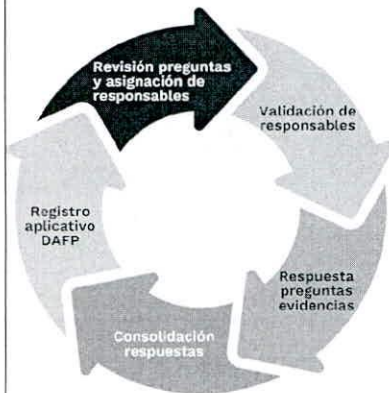 Revisión preguntas
y asignación de
responsables
Validación de
responsables
Respuesta
preguntas
evidencias
Consolidación
respuestas
Registro
aplicativo
DAFP